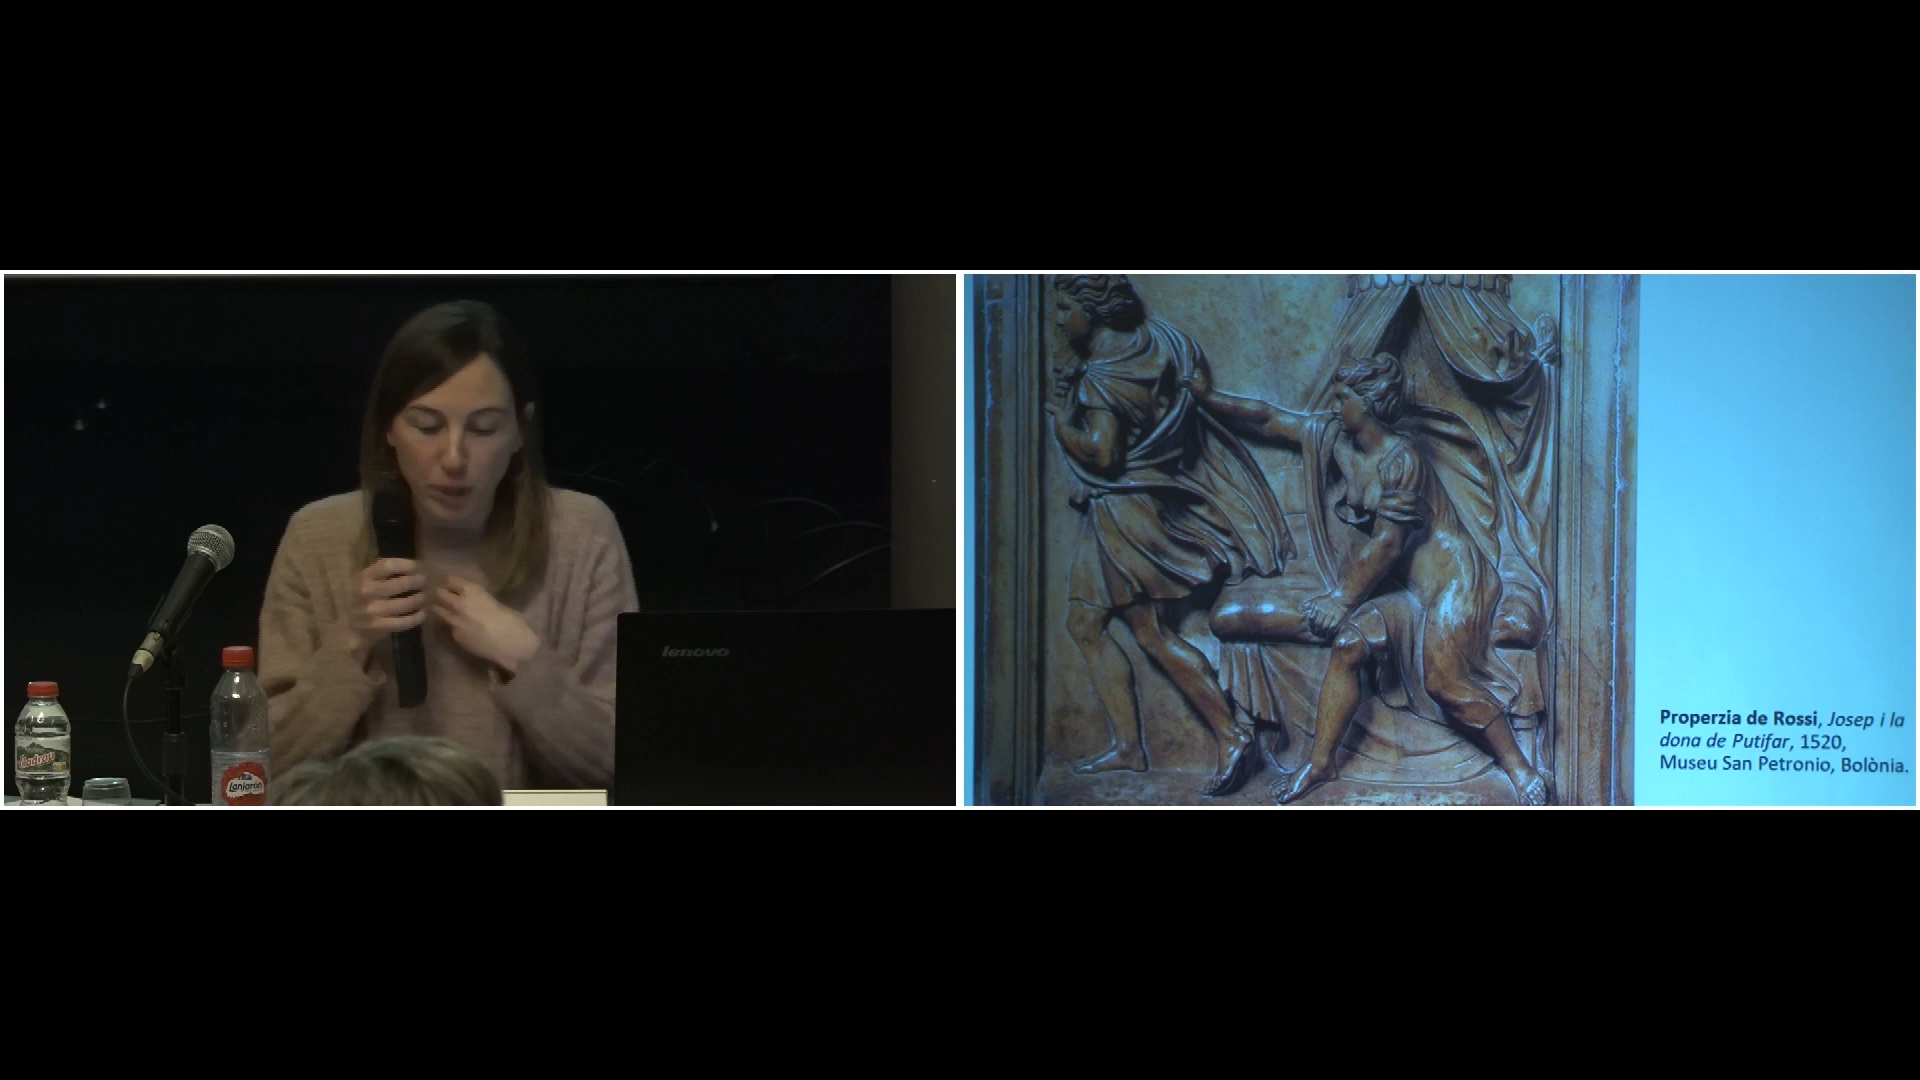 lenovo
Lanjarón
Properzia de Rossi, Josep i la
dona de Putifar, 1520,
Museu San Petronio, Bolònia.